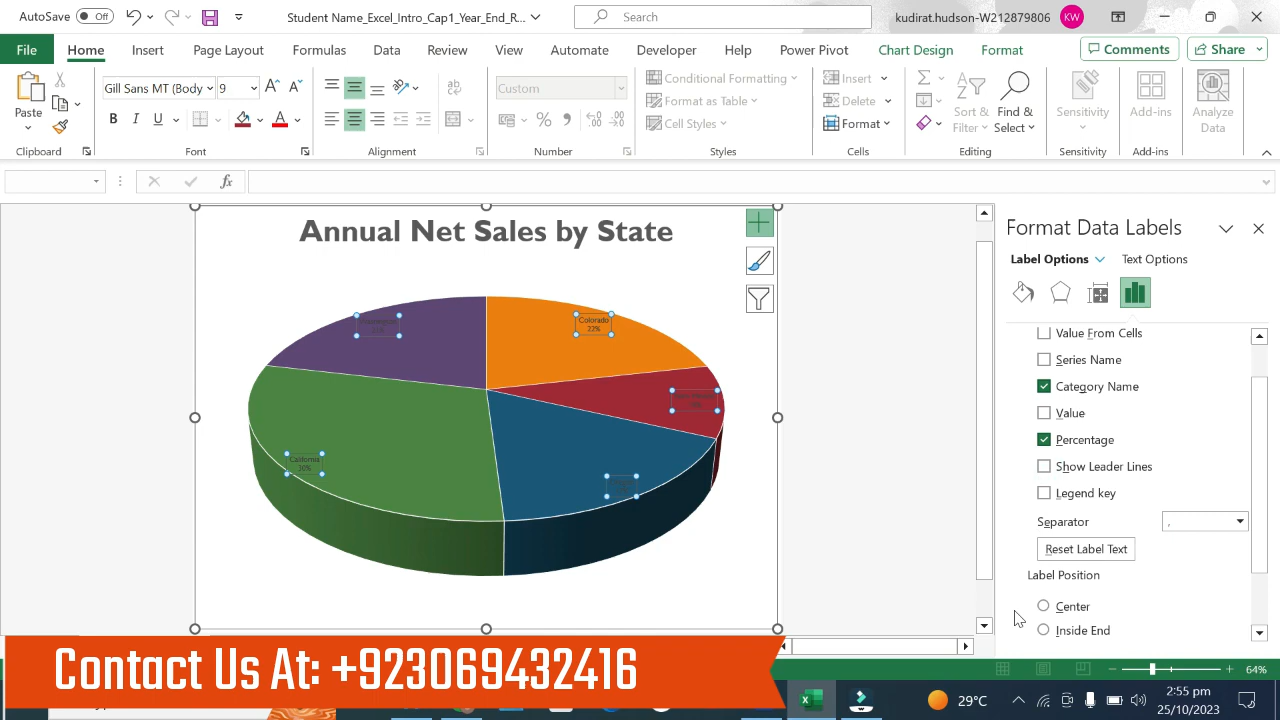 AutoSave Off Student Name_Excel_Intro_Cap1_Year_End_R... Search kudirat.hudson-W212879806 KW
File Home Insert Page Layout Formulas Data Review View Automate Developer Help Power Pivot Chart Design Format Comments Share
Paste Gill Sans MT (Body 9 Custom Conditional Formatting Insert Sort & Find & Sensitivity Add-ins Analyze
B I U A Format as Table Delete Filter Select Data
Cell Styles Format
Clipboard Font Alignment Number Styles Cells Editing Sensitivity Add-ins
fx
Annual Net Sales by State
Colorado
22%
California
30%
Format Data Labels
Label Options Text Options
Value From Cells
Series Name
Category Name
Value
Percentage
Show Leader Lines
Legend key
Separator ,
Reset Label Text
Label Position
Center
Inside End
64%
Contact Us At: +923069432416
29°C
2:55 pm
25/10/2023